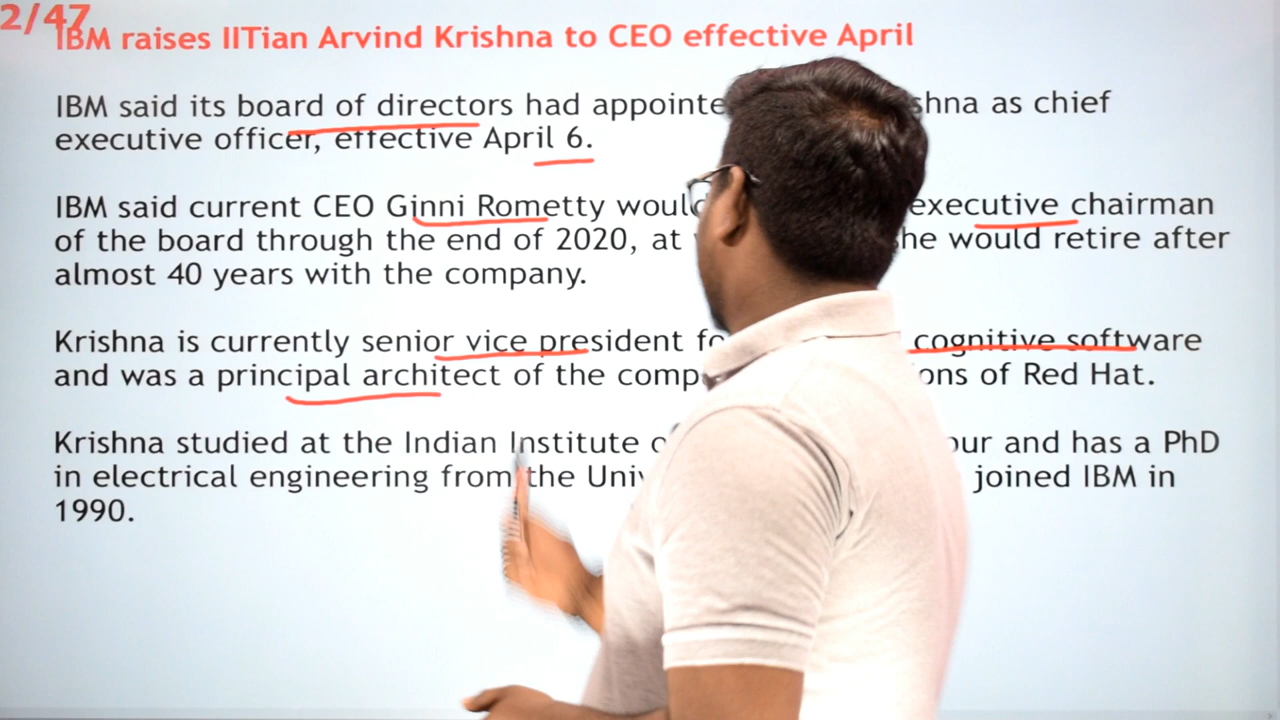 2/47
IBM raises IITian Arvind Krishna to CEO effective April
IBM said its board of directors had appointe shna as chief
executive officer, effective April 6.
IBM said current CEO Ginni Rometty would executive chairman
of the board through the end of 2020, at he would retire after
almost 40 years with the company.
Krishna is currently senior vice president fo cognitive software
and was a principal architect of the comp ons of Red Hat.
Krishna studied at the Indian Institute o our and has a PhD
in electrical engineering from the Univ joined IBM in
1990.